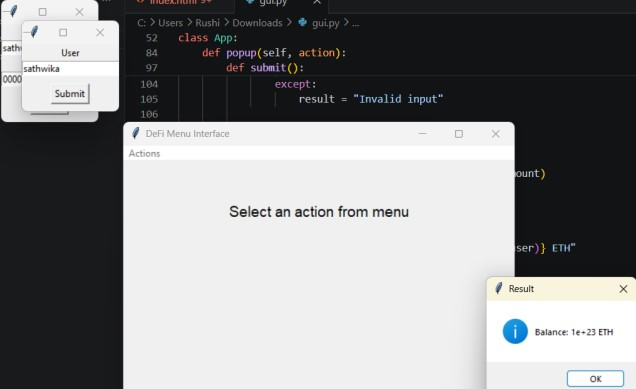 index.html 9+
gui.py
C: > Users > Rushi > Downloads > gui.py > ...
52 class App:
84 def popup(self, action):
97 def submit():
104 except:
105 result = "Invalid input"
106
User
sathwika
Submit
sath
0000
DeFi Menu Interface
Actions
Select an action from menu
ount)
ser)} ETH"
Result
Balance: 1e+23 ETH
OK